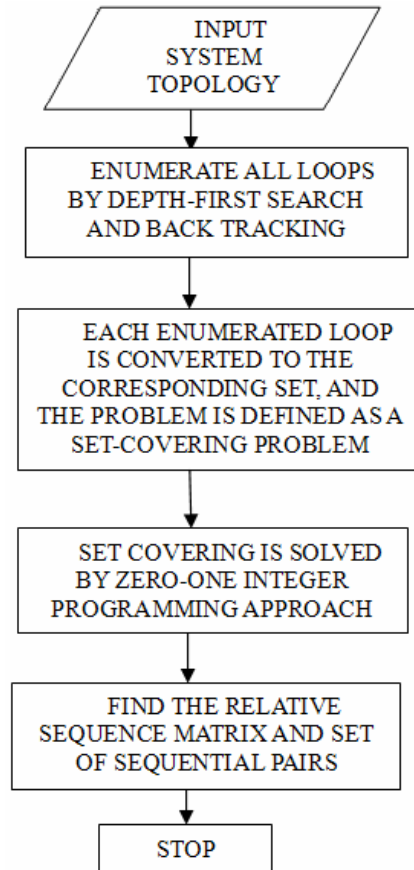 INPUT
SYSTEM
TOPOLOGY
ENUMERATE ALL LOOPS
BY DEPTH-FIRST SEARCH
AND BACK TRACKING
EACH ENUMERATED LOOP
IS CONVERTED TO THE
CORRESPONDING SET, AND
THE PROBLEM IS DEFINED AS A
SET-COVERING PROBLEM
SET COVERING IS SOLVED
BY ZERO-ONE INTEGER
PROGRAMMING APPROACH
FIND THE RELATIVE
SEQUENCE MATRIX AND SET
OF SEQUENTIAL PAIRS
STOP